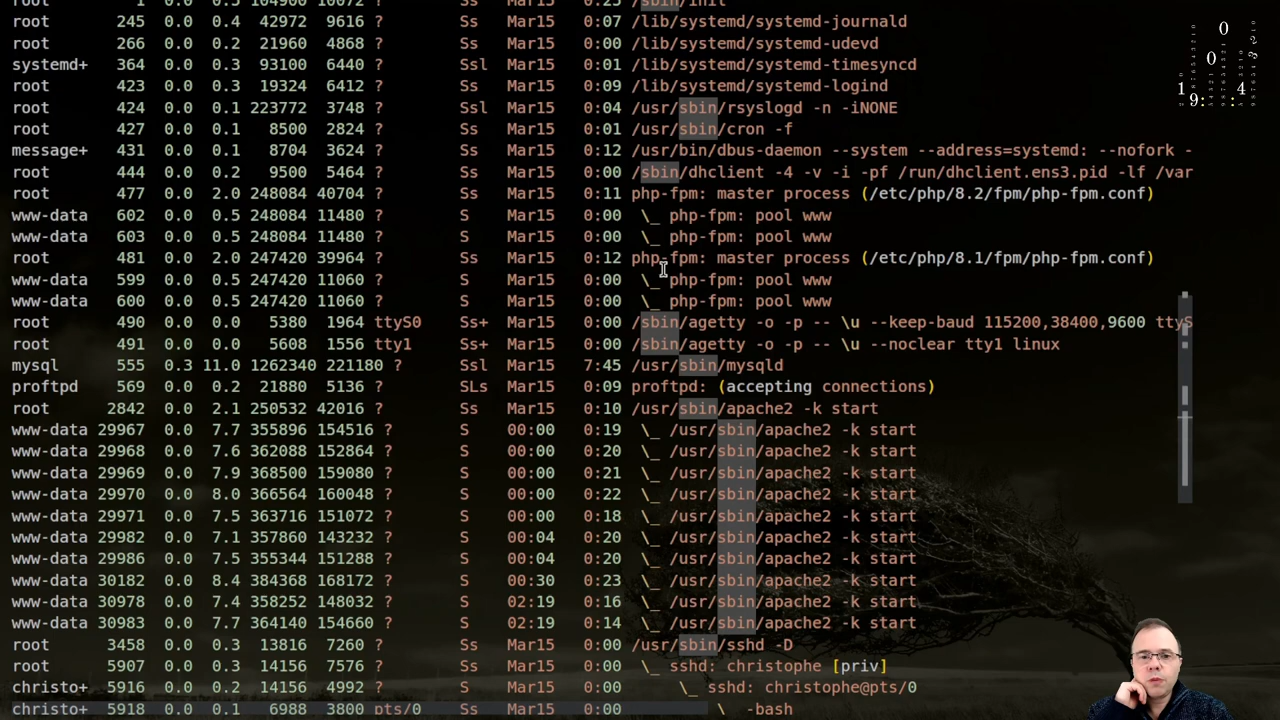 1 0.0 0.5 104900 10072 ? Ss Mar15 0:25 /sbin/init
root 245 0.0 0.4 42972 9616 ? Ss Mar15 0:07 /lib/systemd/systemd-journald
root 266 0.0 0.2 21960 4868 ? Ss Mar15 0:00 /lib/systemd/systemd-udevd
systemd+ 364 0.0 0.3 93100 6440 ? Ssl Mar15 0:01 /lib/systemd/systemd-timesyncd
root 423 0.0 0.3 19324 6412 ? Ss Mar15 0:09 /lib/systemd/systemd-logind
root 424 0.0 0.1 223772 3748 ? Ssl Mar15 0:04 /usr/sbin/rsyslogd -n -iNONE
root 427 0.0 0.1 8500 2824 ? Ss Mar15 0:01 /usr/sbin/cron -f
message+ 431 0.0 0.1 8704 3624 ? Ss Mar15 0:12 /usr/bin/dbus-daemon --system --address=systemd: --nofork -
root 444 0.0 0.2 9500 5464 ? Ss Mar15 0:00 /sbin/dhclient -4 -v -i -pf /run/dhclient.ens3.pid -lf /var
root 477 0.0 2.0 248084 40704 ? Ss Mar15 0:11 php-fpm: master process (/etc/php/8.2/fpm/php-fpm.conf)
www-data 602 0.0 0.5 248084 11480 ? S Mar15 0:00 \_ php-fpm: pool www
www-data 603 0.0 0.5 248084 11480 ? S Mar15 0:00 \_ php-fpm: pool www
root 481 0.0 2.0 247420 39964 ? Ss Mar15 0:12 php-fpm: master process (/etc/php/8.1/fpm/php-fpm.conf)
www-data 599 0.0 0.5 247420 11060 ? S Mar15 0:00 \_ php-fpm: pool www
www-data 600 0.0 0.5 247420 11060 ? S Mar15 0:00 \_ php-fpm: pool www
root 490 0.0 0.0 5380 1964 ttyS0 Ss+ Mar15 0:00 /sbin/agetty -o -p -- \u --keep-baud 115200,38400,9600 ttyS
root 491 0.0 0.0 5608 1556 tty1 Ss+ Mar15 0:00 /sbin/agetty -o -p -- \u --noclear tty1 linux
mysql 555 0.3 11.0 1262340 221180 ? Ssl Mar15 7:45 /usr/sbin/mysqld
proftpd 569 0.0 0.2 21880 5136 ? SLs Mar15 0:09 proftpd: (accepting connections)
root 2842 0.0 2.1 250532 42016 ? Ss Mar15 0:10 /usr/sbin/apache2 -k start
www-data 29967 0.0 7.7 355896 154516 ? S 00:00 0:19 \_ /usr/sbin/apache2 -k start
www-data 29968 0.0 7.6 362088 152864 ? S 00:00 0:20 \_ /usr/sbin/apache2 -k start
www-data 29969 0.0 7.9 368500 159080 ? S 00:00 0:21 \_ /usr/sbin/apache2 -k start
www-data 29970 0.0 8.0 366564 160048 ? S 00:00 0:22 \_ /usr/sbin/apache2 -k start
www-data 29971 0.0 7.5 363716 151072 ? S 00:00 0:18 \_ /usr/sbin/apache2 -k start
www-data 29982 0.0 7.1 357860 143232 ? S 00:04 0:20 \_ /usr/sbin/apache2 -k start
www-data 29986 0.0 7.5 355344 151288 ? S 00:04 0:20 \_ /usr/sbin/apache2 -k start
www-data 30182 0.0 8.4 384368 168172 ? S 00:30 0:23 \_ /usr/sbin/apache2 -k start
www-data 30978 0.0 7.4 358252 148032 ? S 02:19 0:16 \_ /usr/sbin/apache2 -k start
www-data 30983 0.0 7.7 364140 154660 ? S 02:19 0:14 \_ /usr/sbin/apache2 -k start
root 3458 0.0 0.3 13816 7260 ? Ss Mar15 0:00 /usr/sbin/sshd -D
root 5907 0.0 0.3 14156 7576 ? Ss Mar15 0:00 \_ sshd: christophe [priv]
christo+ 5916 0.0 0.2 14156 4992 ? S Mar15 0:00 \_ sshd: christophe@pts/0
christo+ 5918 0.0 0.1 6988 3800 pts/0 Ss Mar15 0:00 \_ -bash